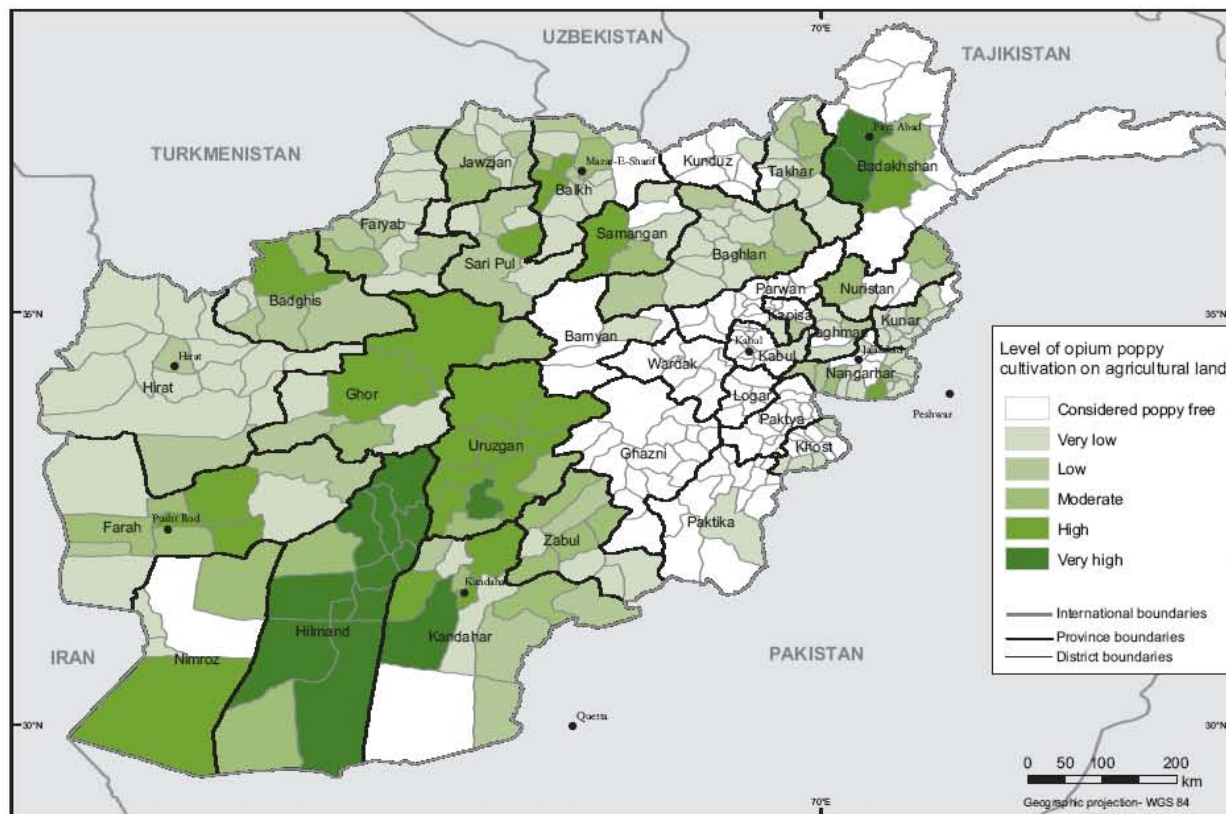 70°E
UZBEKISTAN
TAJIKISTAN
TURKMENISTAN
Fayz Abad
Jawzjan
Mazar-E-Sharif
Kunduz
Balkh
Takhar
Badakhshan
Faryab
Samangan
Sari Pul
Baghlan
Badghis
Parwan
Nuristan
35°N
Bamyan
Kapisa
Laghman
Kunar
35°N
Hirat
Kabul
Wardak
Kabul
Jalalabad
Nangarhar
Hirat
Ghor
Logar
Peshwar
Paktya
Uruzgan
Ghazni
Khost
Farah
Pusht Rod
Zabul
Paktika
Kandahar
Hilmand
Kandahar
Nimroz
IRAN
PAKISTAN
Quetta
30°N
30°N
70°E
Level of opium poppy
cultivation on agricultural land
Considered poppy free
Very low
Low
Moderate
High
Very high
International boundaries
Province boundaries
District boundaries
0 50 100 200
km
Geographic projection- WGS 84